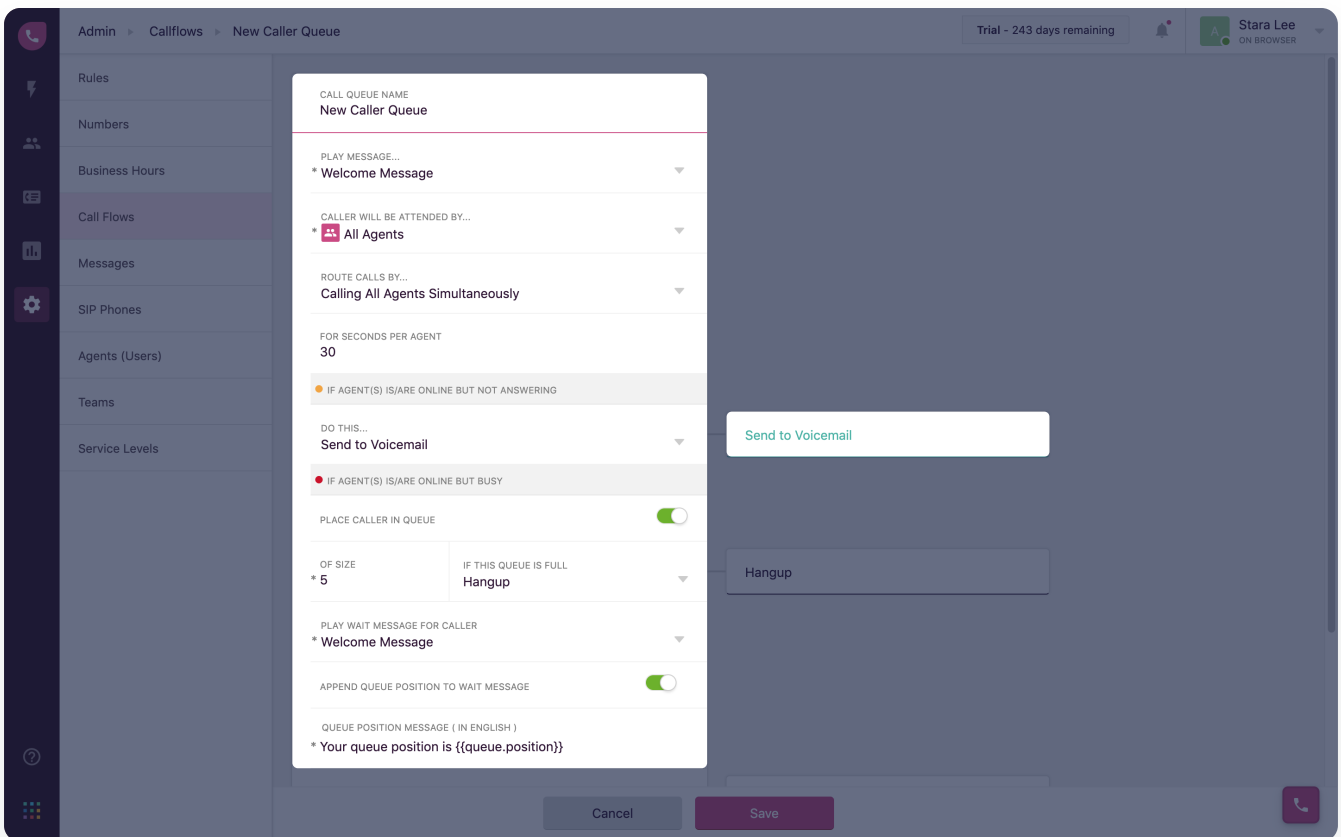 Admin Callflows New Caller Queue
Trial - 243 days remaining
A
Stara Lee
ON BROWSER
Rules
Numbers
Business Hours
Call Flows
Messages
SIP Phones
Agents (Users)
Teams
Service Levels
CALL QUEUE NAME
New Caller Queue
PLAY MESSAGE...
* Welcome Message
CALLER WILL BE ATTENDED BY...
* All Agents
ROUTE CALLS BY...
Calling All Agents Simultaneously
FOR SECONDS PER AGENT
30
IF AGENT(S) IS/ARE ONLINE BUT NOT ANSWERING
DO THIS...
Send to Voicemail
Send to Voicemail
IF AGENT(S) IS/ARE ONLINE BUT BUSY
PLACE CALLER IN QUEUE
OF SIZE
* 5
IF THIS QUEUE IS FULL
Hangup
Hangup
PLAY WAIT MESSAGE FOR CALLER
* Welcome Message
APPEND QUEUE POSITION TO WAIT MESSAGE
QUEUE POSITION MESSAGE ( IN ENGLISH )
* Your queue position is {{queue.position}}
Cancel
Save